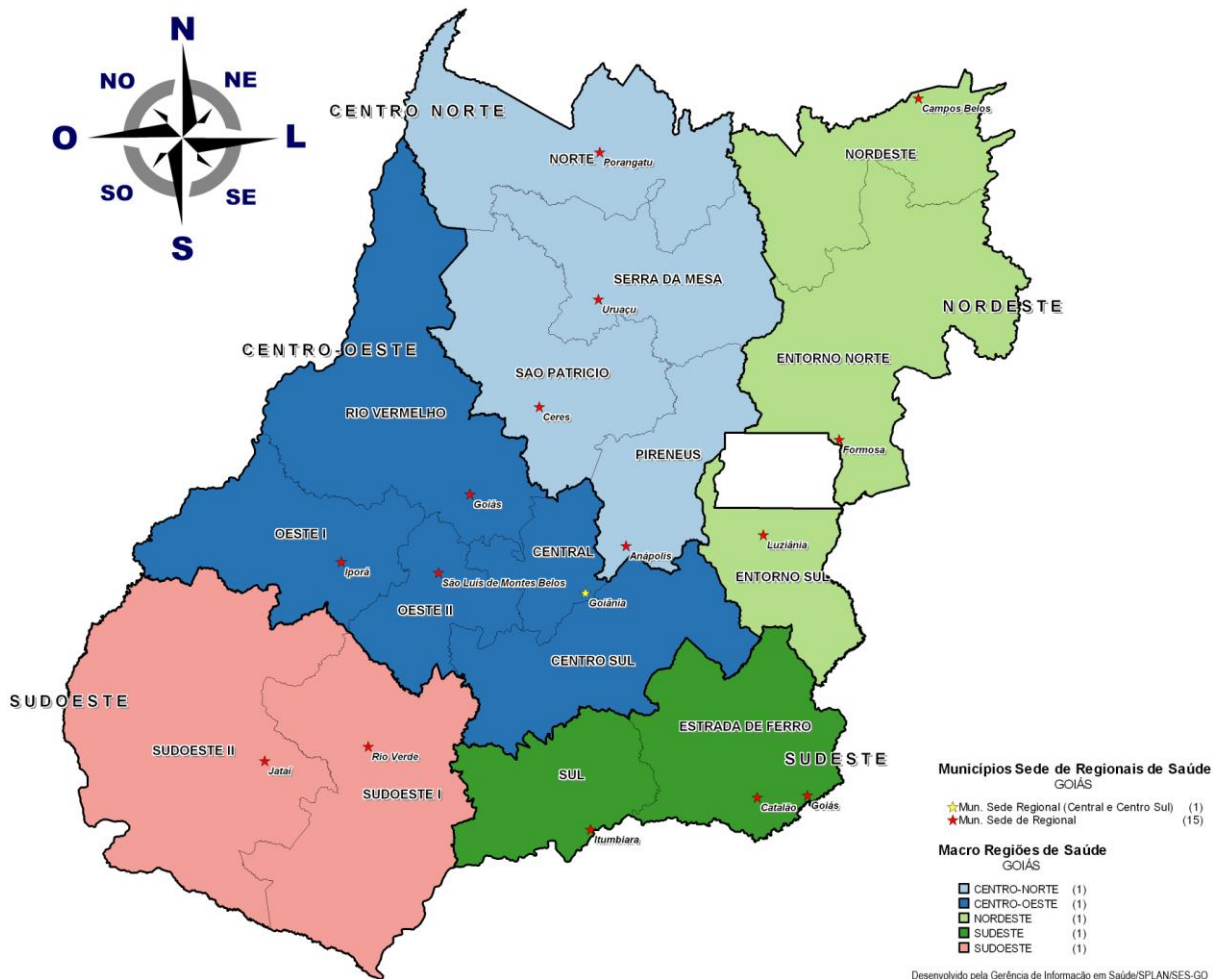 N
NO
NE
O
L
SO
SE
S
CENTRO NORTE
NORTE
Porangatu
Campos Belos
NORDESTE
SERRA DA MESA
Uruaçu
NORDESTE
CENTRO-OESTE
ENTORNO NORTE
SAO PATRICIO
Ceres
RIO VERMELHO
Formosa
PIRENEUS
Goiás
OESTE I
CENTRAL
Anápolis
Luziânia
Iporá
São Luis de Montes Belos
ENTORNO SUL
OESTE II
Goiânia
CENTRO SUL
SUDOESTE
ESTRADA DE FERRO
SUDOESTE II
Rio Verde
Jataí
SUDESTE
SUL
SUDOESTE I
Catalão
Goiás
Itumbiara
Municípios Sede de Regionais de Saúde
GOIÁS
Mun. Sede Regional (Central e Centro Sul) (1)
Mun. Sede de Regional (15)
Macro Regiões de Saúde
GOIÁS
CENTRO-NORTE (1)
CENTRO-OESTE (1)
NORDESTE (1)
SUDESTE (1)
SUDOESTE (1)
Desenvolvido pela Gerência de Informação em Saúde/SPLAN/SES-GO